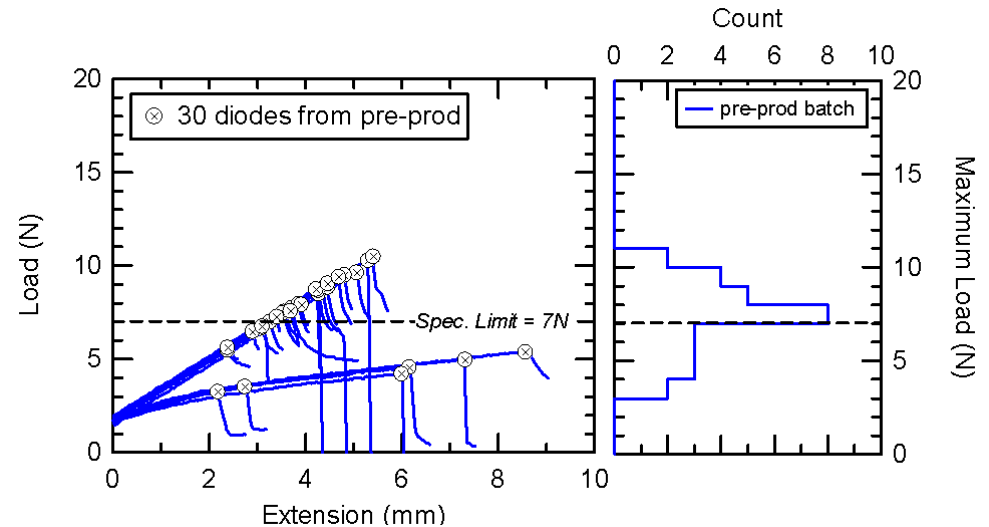 Count
0 2 4 6 8 10
20
15
10
5
0
Load (N)
30 diodes from pre-prod
Spec. Limit = 7N
0 2 4 6 8 10
Extension (mm)
pre-prod batch
20
15
10
5
0
Maximum Load (N)